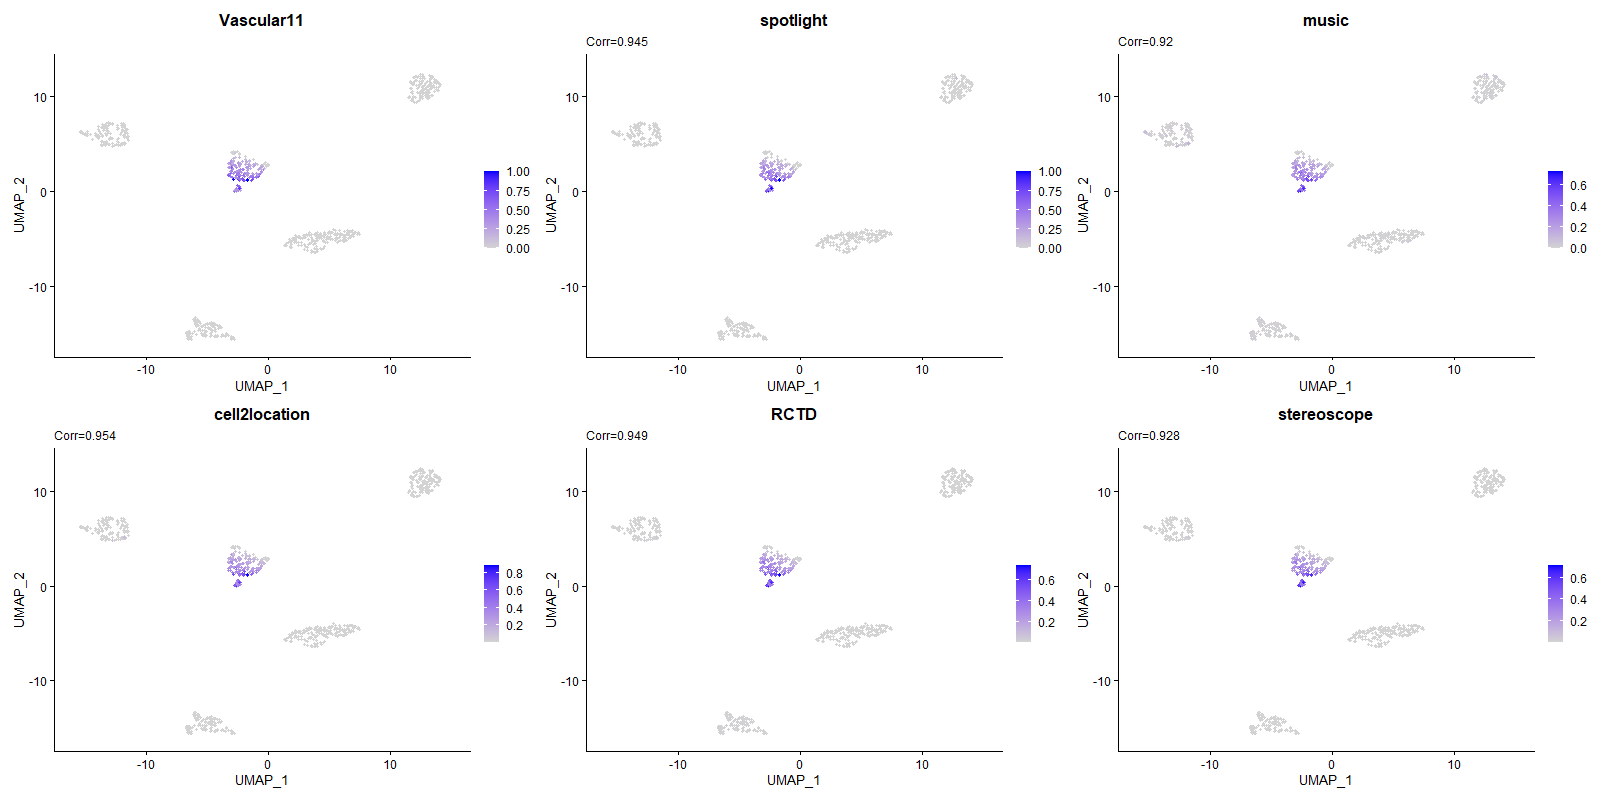 Vascular11
10
0
-10
UMAP_2
-10
0
10
UMAP_1
1.00
0.75
0.50
0.25
0.00
spotlight
Corr=0.945
10
0
-10
UMAP_2
-10
0
10
UMAP_1
1.00
0.75
0.50
0.25
0.00
music
Corr=0.92
10
0
-10
UMAP_2
-10
0
10
UMAP_1
0.6
0.4
0.2
0.0
cell2location
Corr=0.954
10
0
-10
UMAP_2
-10
0
10
UMAP_1
0.8
0.6
0.4
0.2
RCTD
Corr=0.949
10
0
-10
UMAP_2
-10
0
10
UMAP_1
0.6
0.4
0.2
stereoscope
Corr=0.928
10
0
-10
UMAP_2
-10
0
10
UMAP_1
0.6
0.4
0.2